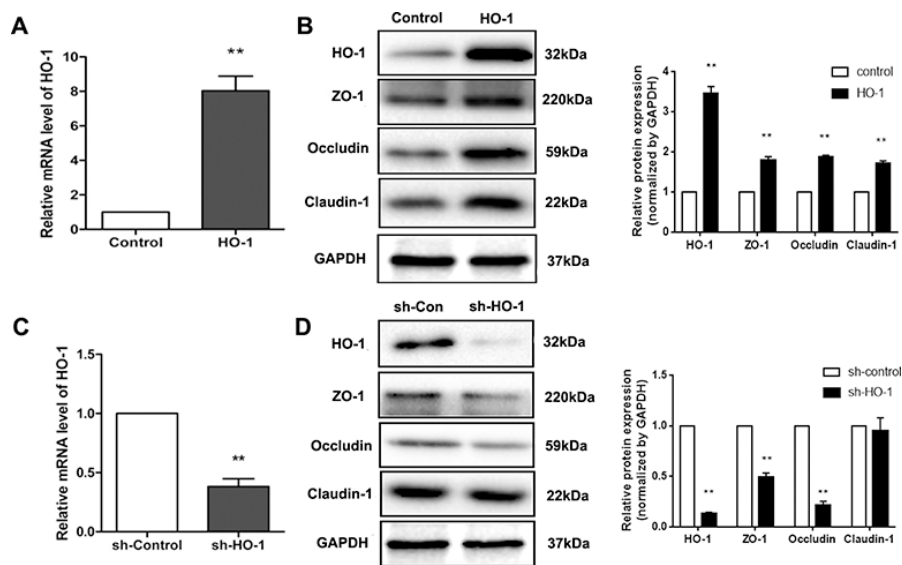 A
Relative mRNA level of HO-1
10
8
6
4
2
0
**
Control
HO-1
B
Control
HO-1
HO-1
32kDa
ZO-1
220kDa
Occludin
59kDa
Claudin-1
22kDa
GAPDH
37kDa
Relative protein expression
(normalized by GAPDH)
5
4
3
2
1
0
control
HO-1
**
**
**
**
HO-1
ZO-1
Occludin
Claudin-1
C
Relative mRNA level of HO-1
1.5
1.0
0.5
0.0
**
sh-Control
sh-HO-1
D
sh-Con
sh-HO-1
HO-1
32kDa
ZO-1
220kDa
Occludin
59kDa
Claudin-1
22kDa
GAPDH
37kDa
Relative protein expression
(normalized by GAPDH)
1.5
1.0
0.5
0.0
sh-control
sh-HO-1
**
**
**
HO-1
ZO-1
Occludin
Claudin-1